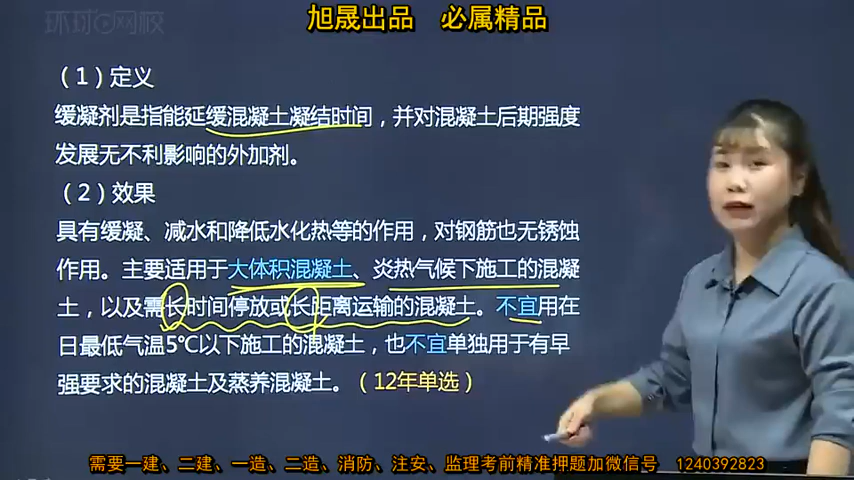 环球网校
旭晟出品 必属精品
（1）定义
缓凝剂是指能延缓混凝土凝结时间，并对混凝土后期强度
发展无不利影响的外加剂。
（2）效果
具有缓凝、减水和降低水化热等的作用，对钢筋也无锈蚀
作用。主要适用于大体积混凝土、炎热气候下施工的混凝
土，以及需长时间停放或长距离运输的混凝土。不宜用在
日最低气温5℃以下施工的混凝土，也不宜单独用于有早
强要求的混凝土及蒸养混凝土。（12年单选）
需要一建、二建、一造、二造、消防、注安、监理考前精准押题加微信号 1240392823